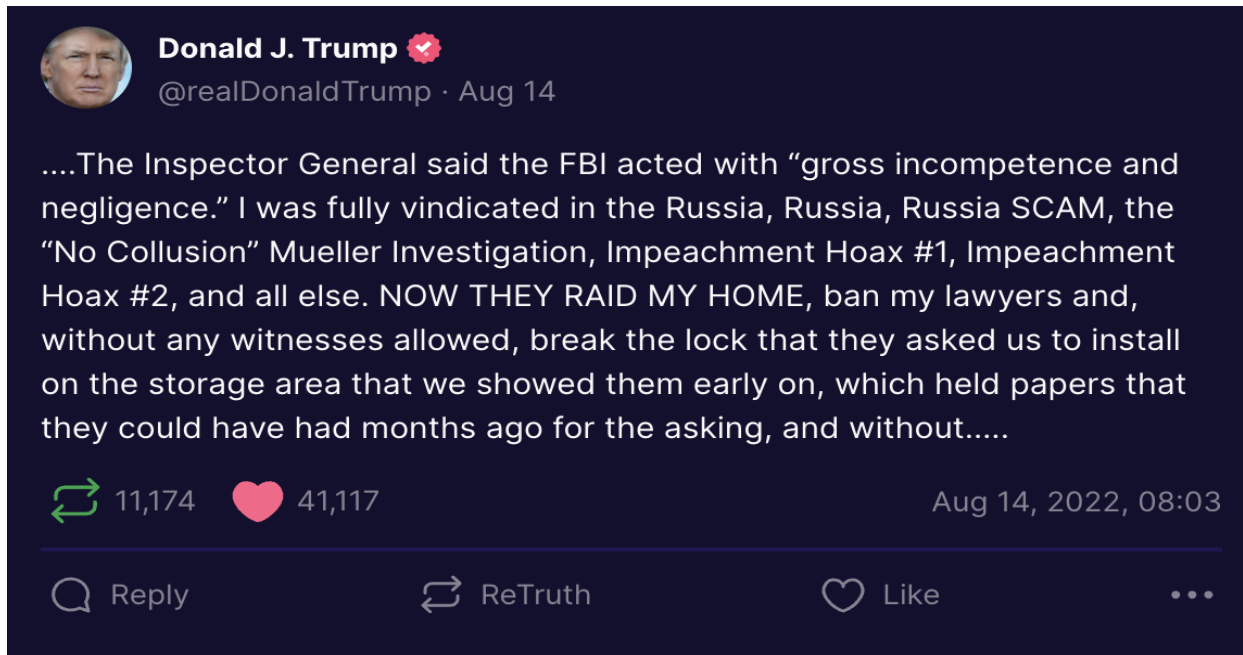 Donald J. Trump
@realDonaldTrump · Aug 14
....The Inspector General said the FBI acted with “gross incompetence and
negligence.” I was fully vindicated in the Russia, Russia, Russia SCAM, the
“No Collusion” Mueller Investigation, Impeachment Hoax #1, Impeachment
Hoax #2, and all else. NOW THEY RAID MY HOME, ban my lawyers and,
without any witnesses allowed, break the lock that they asked us to install
on the storage area that we showed them early on, which held papers that
they could have had months ago for the asking, and without.....
11,174 41,117 Aug 14, 2022, 08:03
Reply ReTruth Like